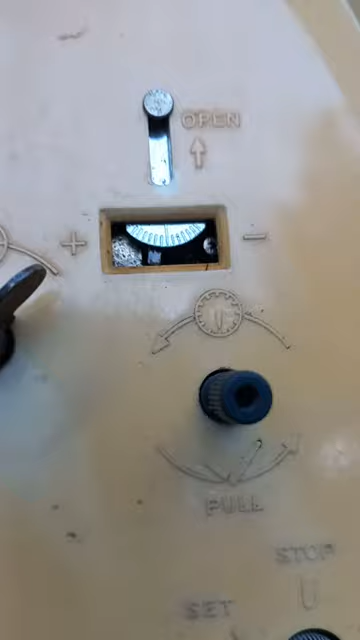 OPEN
+
-
PULL
STOP
SET